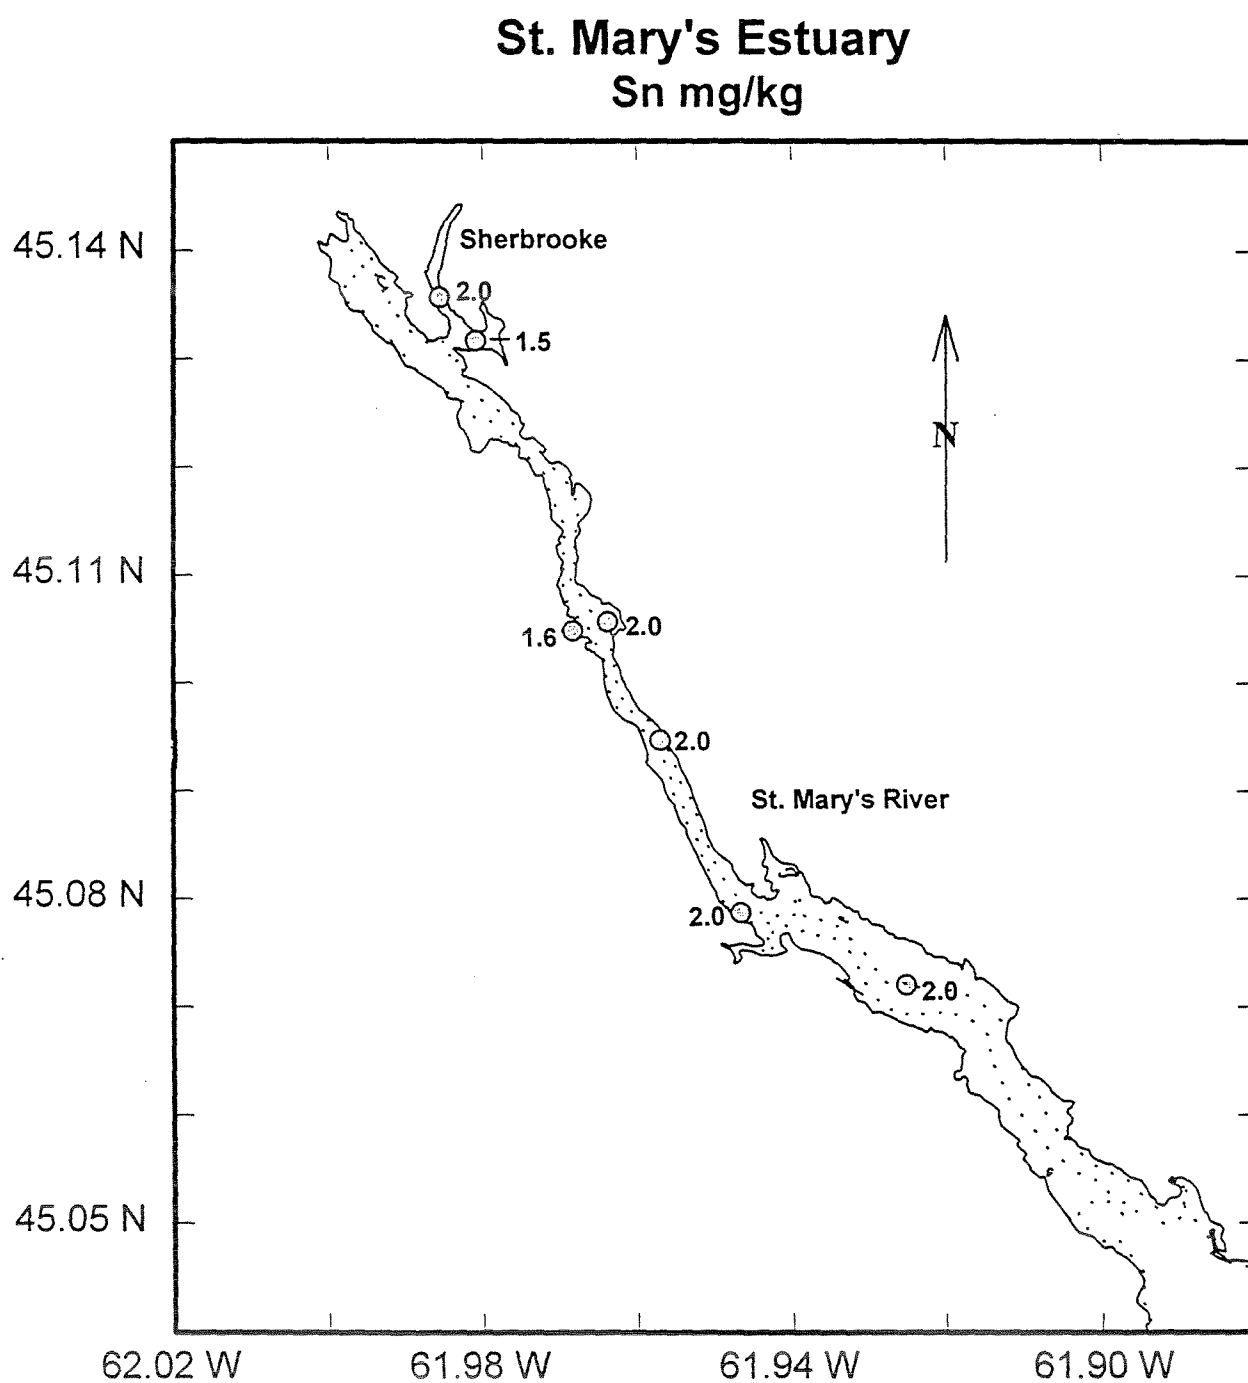 St. Mary's Estuary
Sn mg/kg
45.14 N
Sherbrooke
2.0
1.5
N
45.11 N
1.6
2.0
2.0
St. Mary's River
45.08 N
2.0
2.0
45.05 N
62.02 W
61.98 W
61.94 W
61.90 W